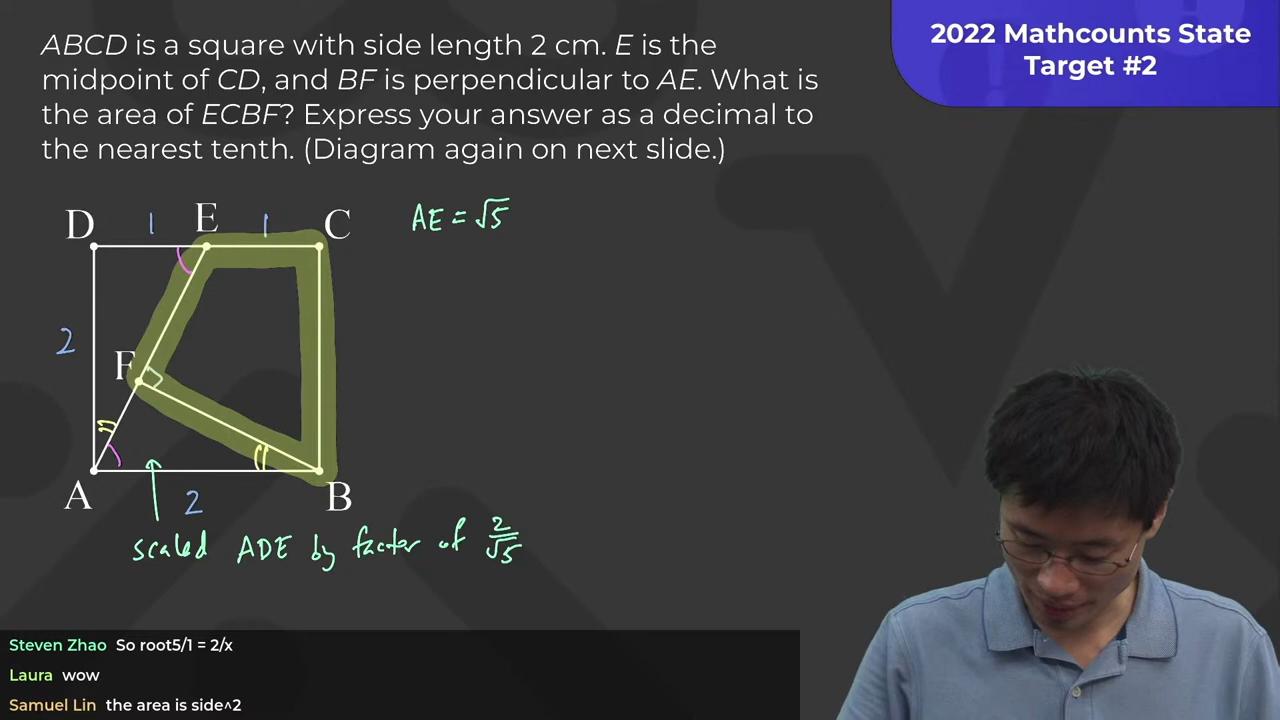 ABCD is a square with side length 2 cm. E is the
midpoint of CD, and BF is perpendicular to AE. What is
the area of ECBF? Express your answer as a decimal to
the nearest tenth. (Diagram again on next slide.)
2022 Mathcounts State
Target #2
D 1 E 1 C
AE = √5
2
F
A 2 B
scaled ADE by factor of 2/√5
Steven Zhao So root5/1 = 2/x
Laura wow
Samuel Lin the area is side^2